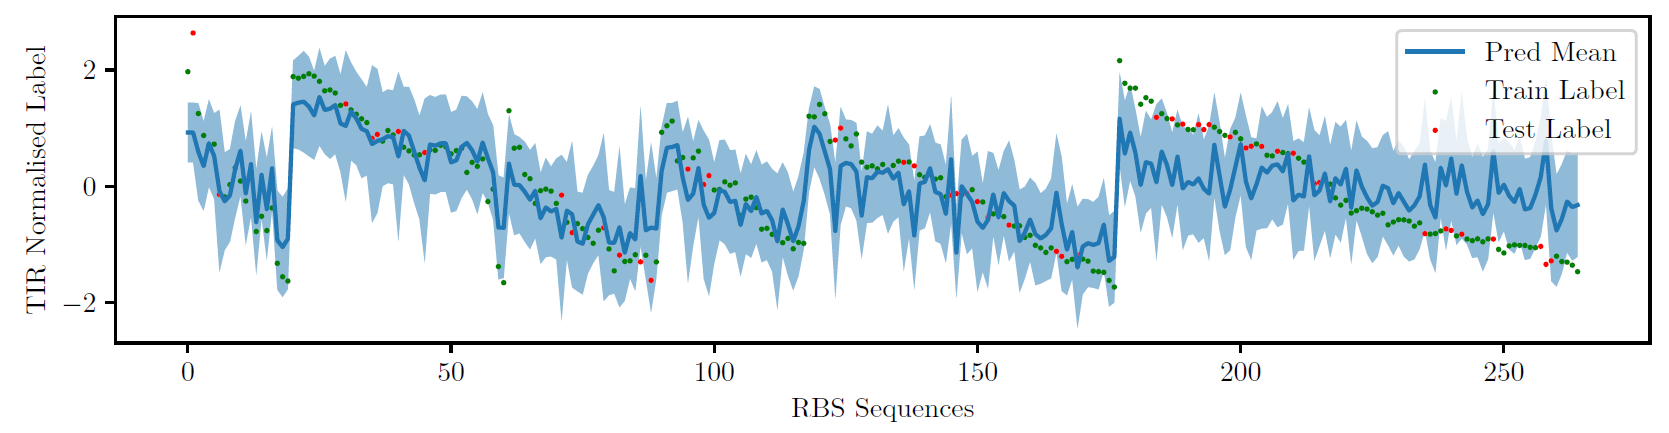 TIR Normalised Label
2
0
−2
Pred Mean
Train Label
Test Label
0 50 100 150 200 250
RBS Sequences